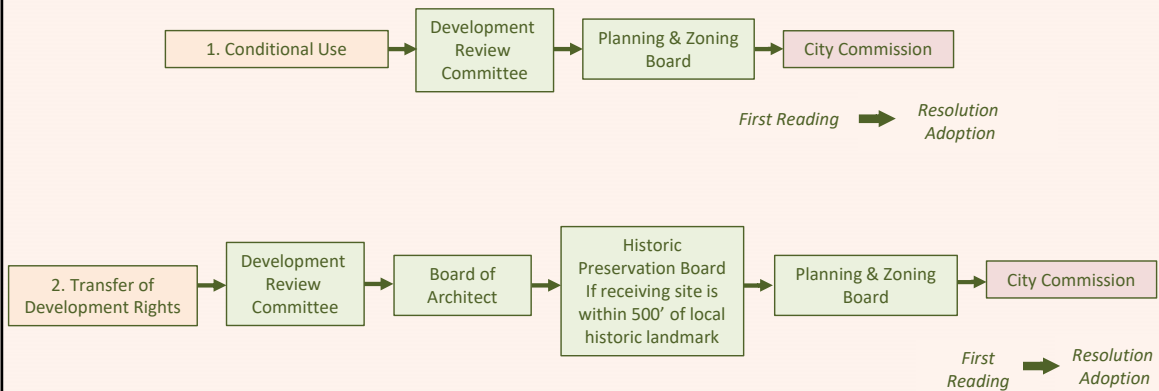 1. Conditional Use
Development
Review
Committee
Planning & Zoning
Board
City Commission
First Reading
Resolution
Adoption
2. Transfer of
Development Rights
Development
Review
Committee
Board of
Architect
Historic
Preservation Board
If receiving site is
within 500’ of local
historic landmark
Planning & Zoning
Board
City Commission
First
Reading
Resolution
Adoption